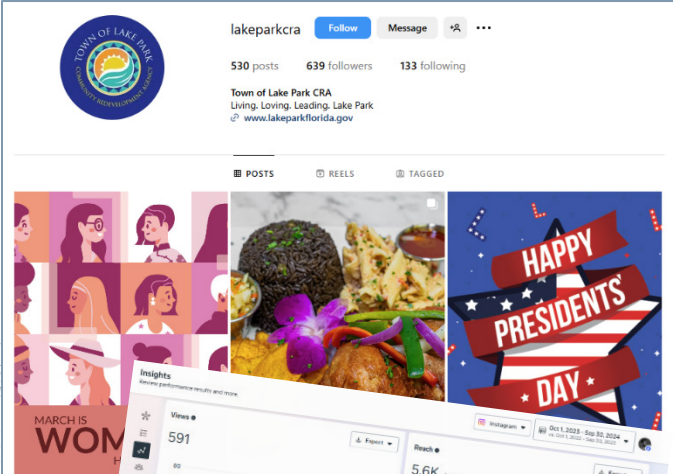 TOWN OF LAKE PARK
COMMUNITY REDEVELOPMENT AGENCY
lakeparkcra Follow Message
530 posts 639 followers 133 following
Town of Lake Park CRA
Living. Loving. Leading. Lake Park
www.lakeparkflorida.gov
POSTS REELS TAGGED
HAPPY
PRESIDENTS'
DAY
MARCH IS
WOM
H
Insights
Review performance results and more.
Views
591
Export
80
Instagram
Oct 1, 2023 - Sep 30, 2024
Reach
5.6K
Export